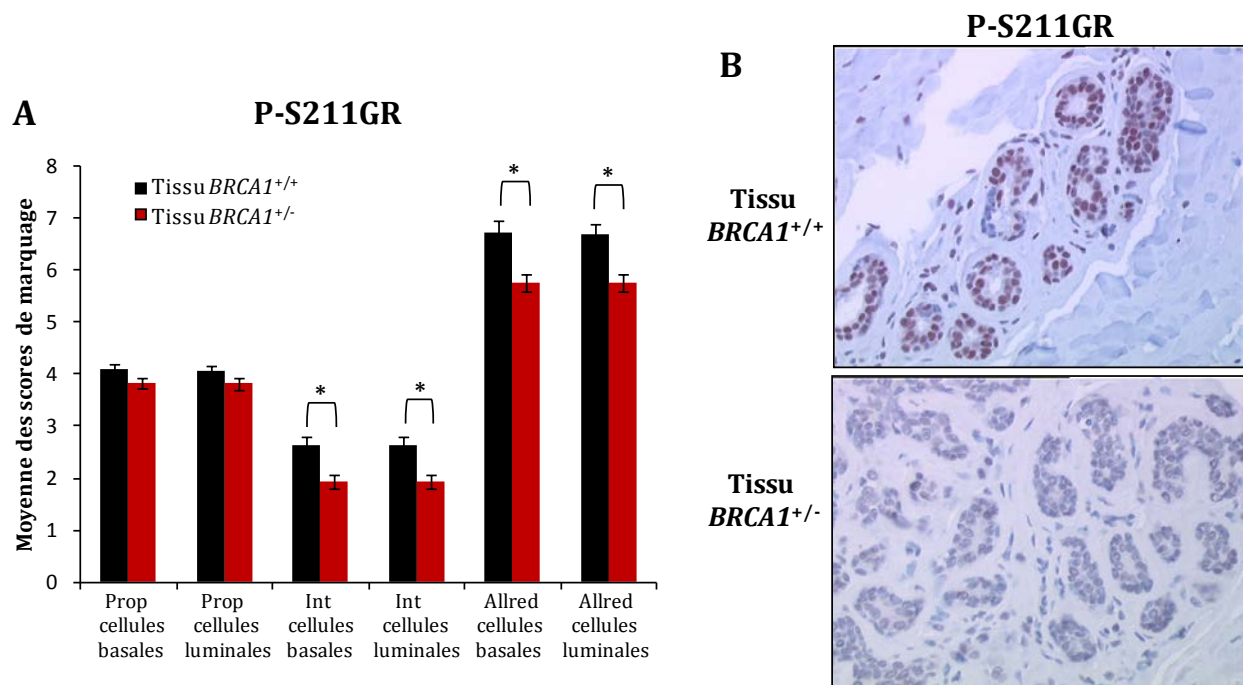 A
P-S211GR
Moyenne des scores de marquage
8
7
6
5
4
3
2
1
0
Tissu BRCA1+/+
Tissu BRCA1+/-
*
*
*
*
Prop
cellules
basales
Prop
cellules
luminales
Int
cellules
basales
Int
cellules
luminales
Allred
cellules
basales
Allred
cellules
luminales
B
P-S211GR
Tissu
BRCA1+/+
Tissu
BRCA1+/-